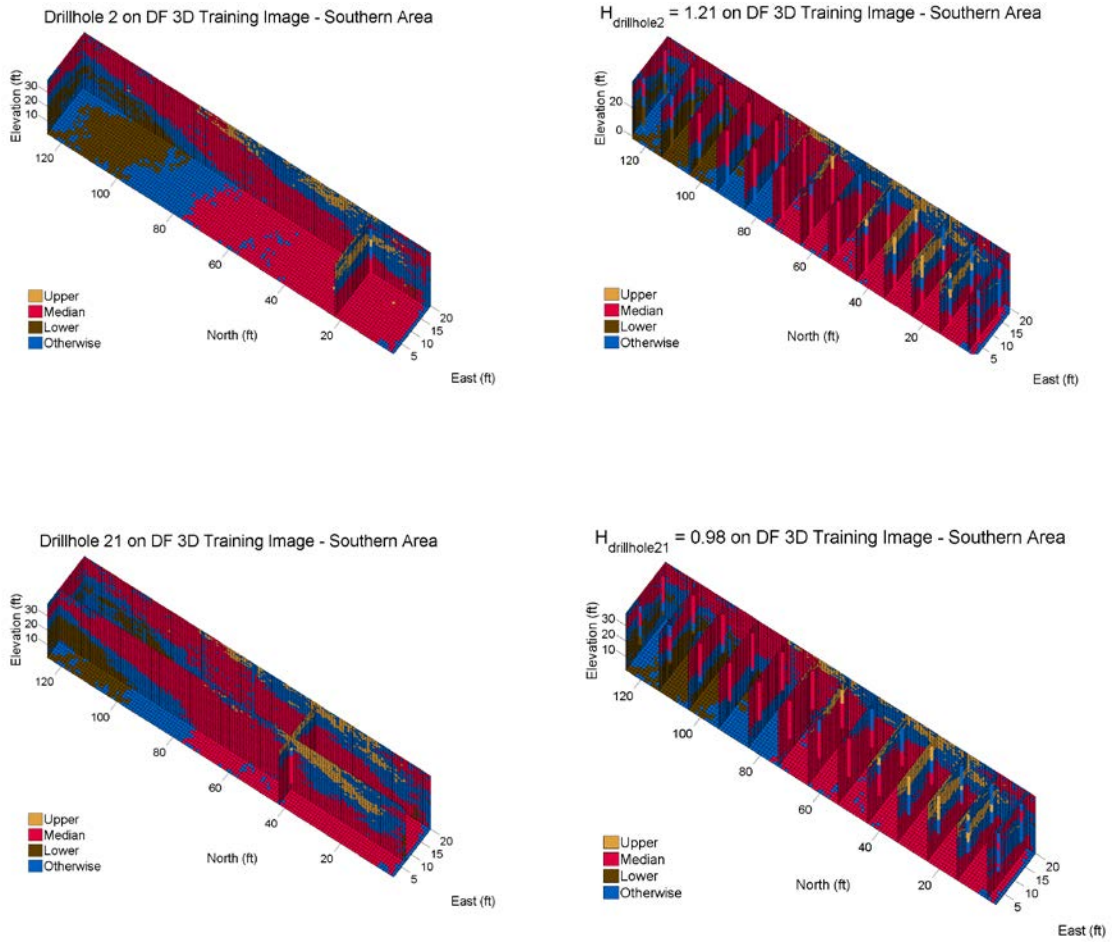 Drillhole 2 on DF 3D Training Image - Southern Area
Elevation (ft)
30
20
10
120
100
80
60
40
20
20
15
10
5
Upper
Median
Lower
Otherwise
North (ft)
East (ft)
H drillhole2 = 1.21 on DF 3D Training Image - Southern Area
Elevation (ft)
20
0
120
100
80
60
40
20
20
15
10
5
Upper
Median
Lower
Otherwise
North (ft)
East (ft)
Drillhole 21 on DF 3D Training Image - Southern Area
Elevation (ft)
30
20
10
120
100
80
60
40
20
20
15
10
5
Upper
Median
Lower
Otherwise
North (ft)
East (ft)
H drillhole21 = 0.98 on DF 3D Training Image - Southern Area
Elevation (ft)
30
20
10
120
100
80
60
40
20
20
15
10
5
Upper
Median
Lower
Otherwise
North (ft)
East (ft)